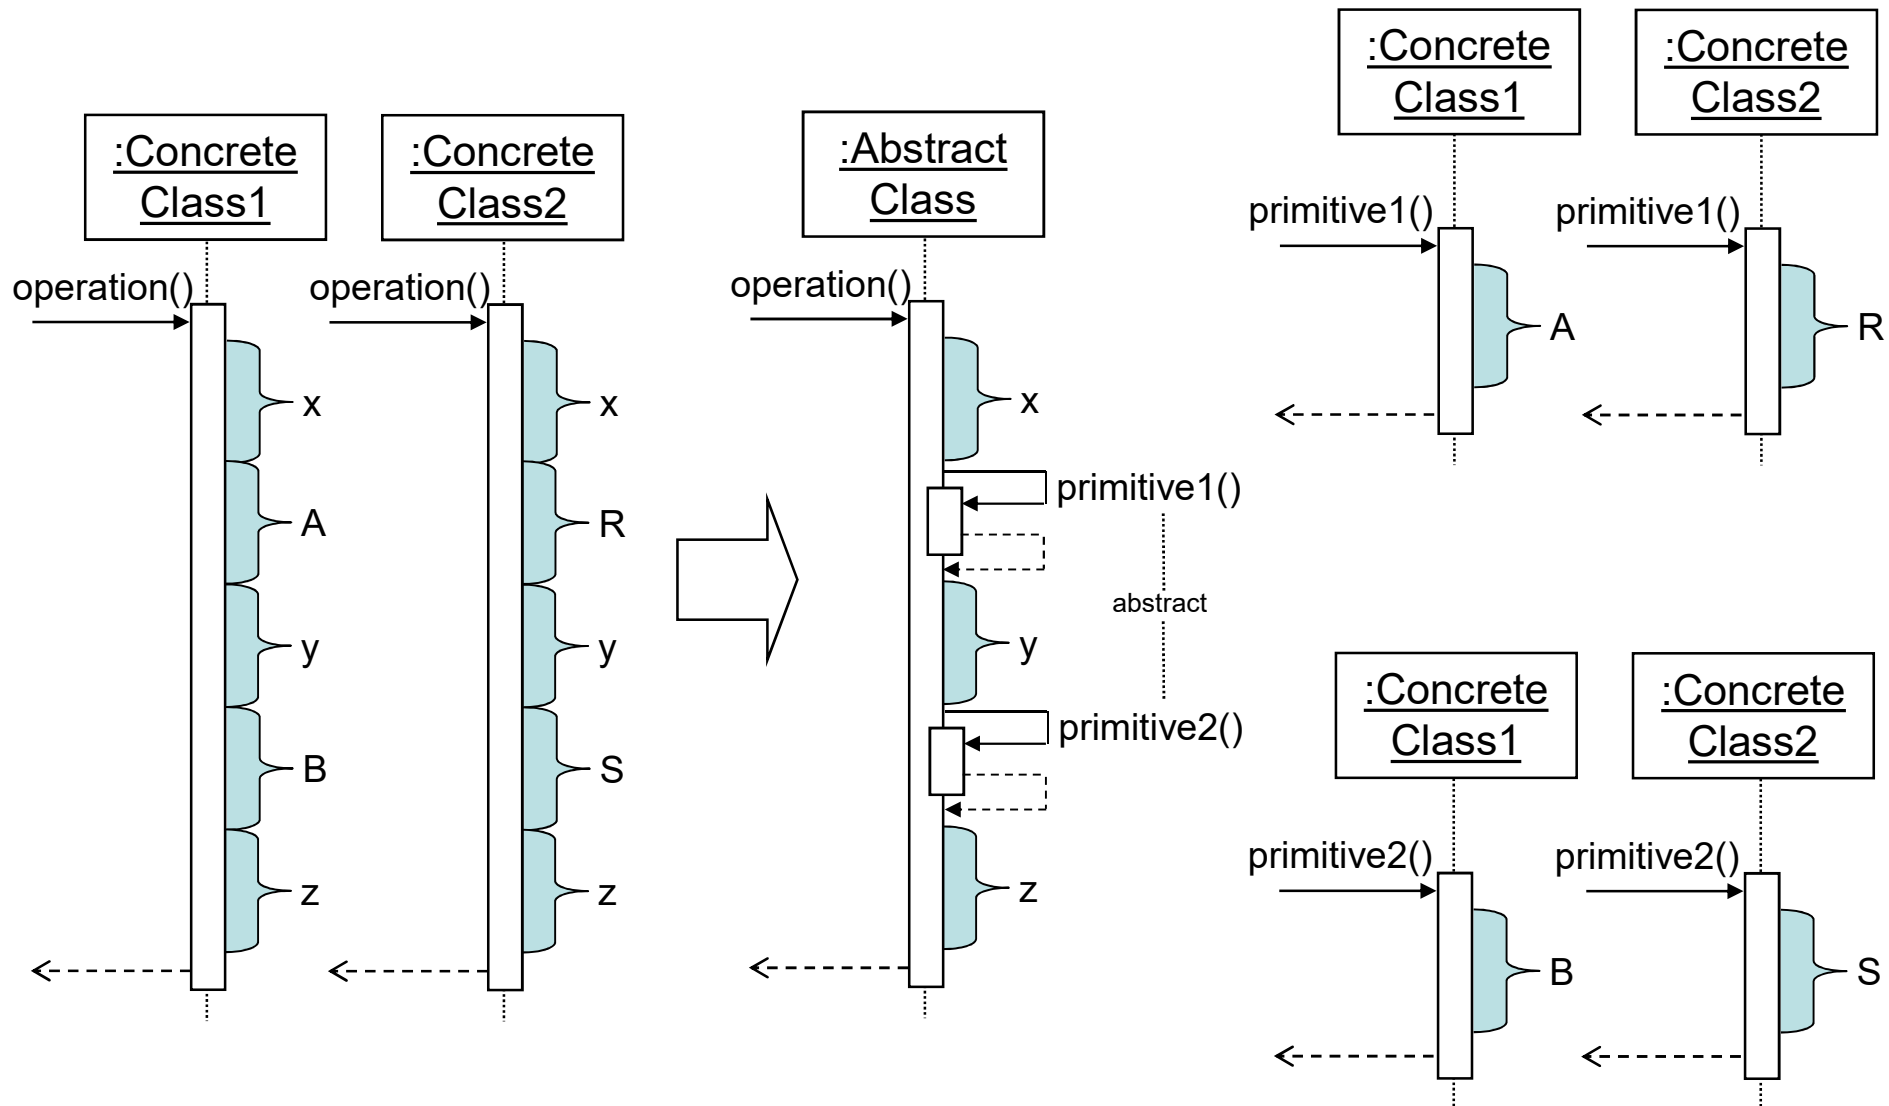 :Concrete
Class1
operation()
x
A
y
B
z
:Concrete
Class2
operation()
x
R
y
S
z
:Abstract
Class
operation()
x
primitive1()
abstract
y
primitive2()
z
:Concrete
Class1
primitive1()
A
:Concrete
Class2
primitive1()
R
:Concrete
Class1
primitive2()
B
:Concrete
Class2
primitive2()
S